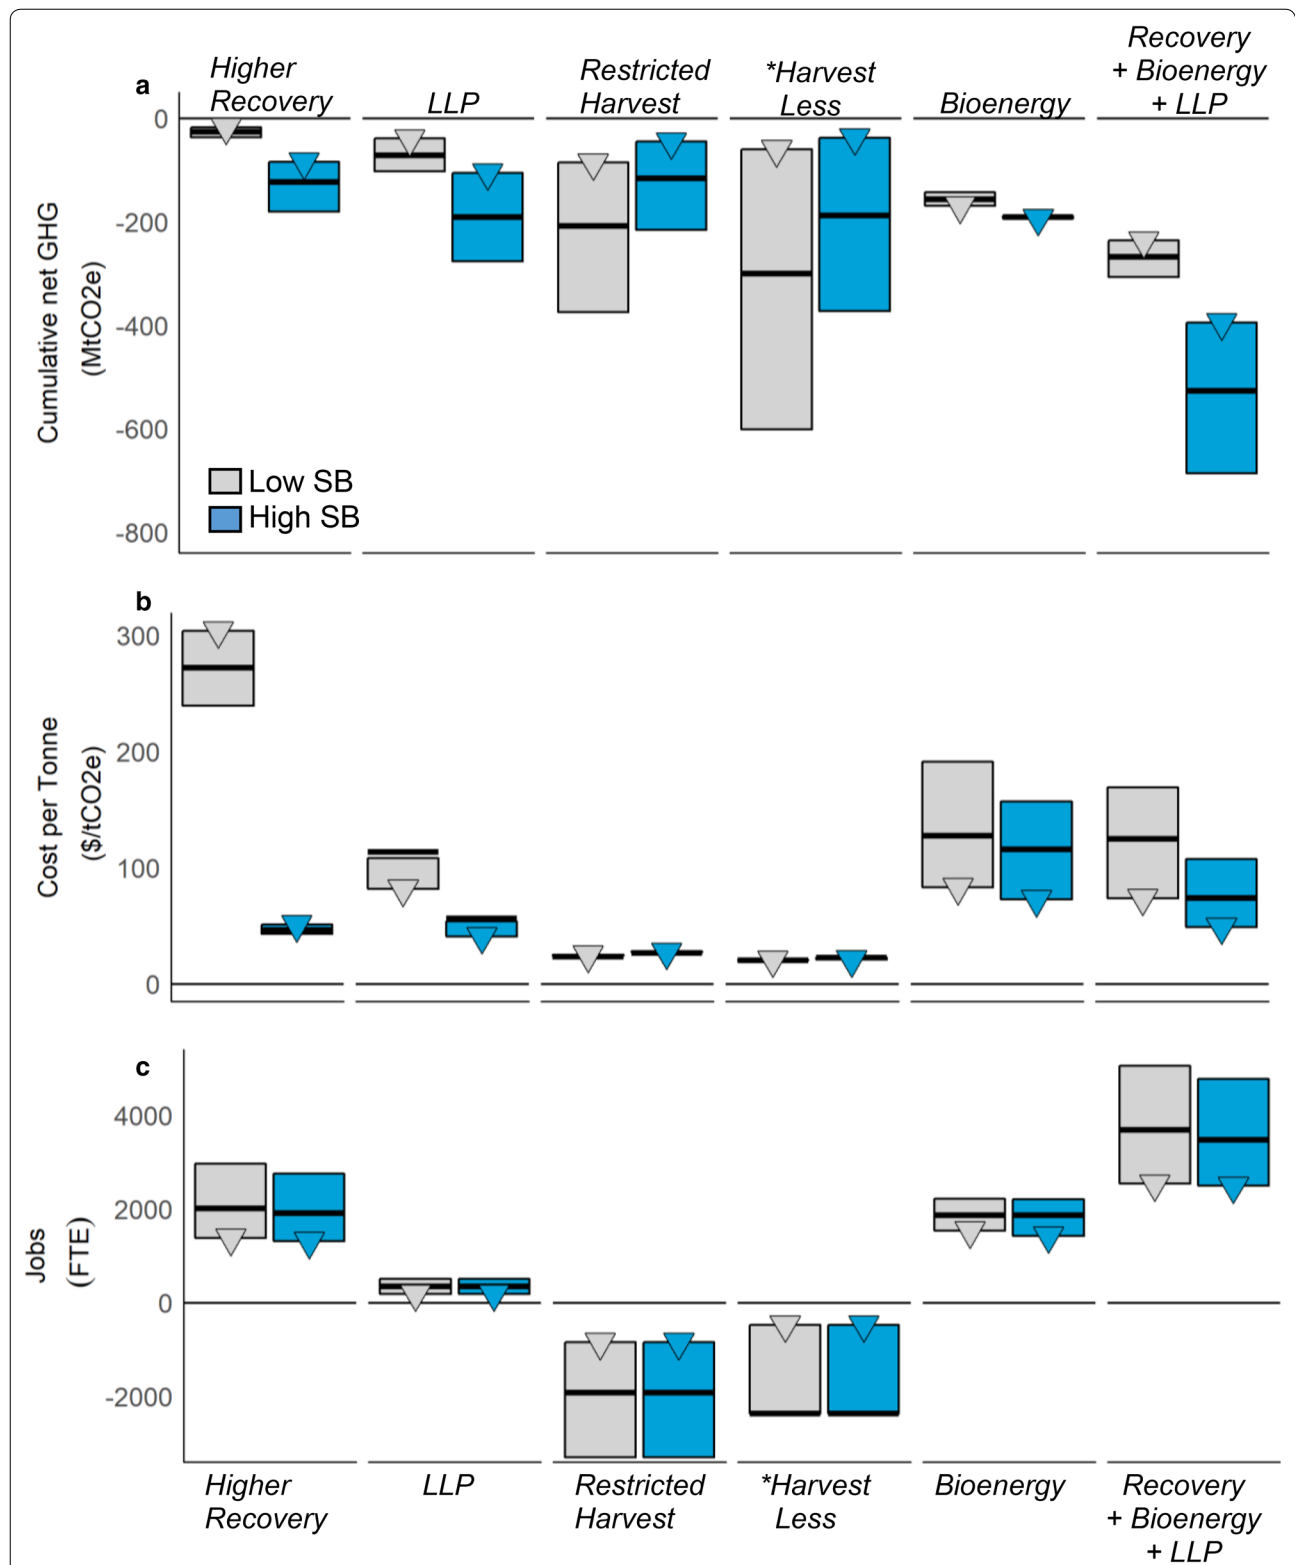 a
Higher
Recovery
LLP
Restricted
Harvest
*Harvest
Less
Bioenergy
Recovery
+ Bioenergy
+ LLP
Cumulative net GHG
(MtCO2e)
0
-200
-400
-600
-800
Low SB
High SB
b
Cost per Tonne
($/tCO2e)
300
200
100
0
c
Jobs
(FTE)
4000
2000
0
-2000
Higher
Recovery
LLP
Restricted
Harvest
*Harvest
Less
Bioenergy
Recovery
+ Bioenergy
+ LLP